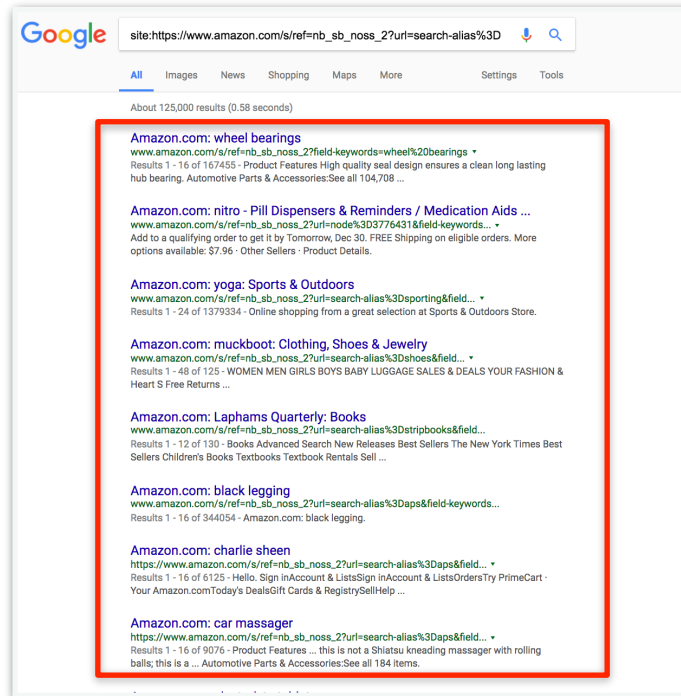 Google
site:https://www.amazon.com/s/ref=nb_sb_noss_2?url=search-alias%3D
All Images News Shopping Maps More Settings Tools
About 125,000 results (0.58 seconds)
Amazon.com: wheel bearings
www.amazon.com/s/ref=nb_sb_noss_2?field-keywords=wheel%20bearings
Results 1 - 16 of 167455 - Product Features High quality seal design ensures a clean long lasting
hub bearing. Automotive Parts & Accessories:See all 104,708 ...
Amazon.com: nitro - Pill Dispensers & Reminders / Medication Aids ...
www.amazon.com/s/ref=nb_sb_noss_2?url=node%3D3776431&field-keywords...
Add to a qualifying order to get it by Tomorrow, Dec 30. FREE Shipping on eligible orders. More
options available: $7.96 · Other Sellers · Product Details.
Amazon.com: yoga: Sports & Outdoors
www.amazon.com/s/ref=nb_sb_noss_2?url=search-alias%3Dsporting&field...
Results 1 - 24 of 1379334 - Online shopping from a great selection at Sports & Outdoors Store.
Amazon.com: muckboot: Clothing, Shoes & Jewelry
www.amazon.com/s/ref=nb_sb_noss_2?url=search-alias%3Dshoes&field...
Results 1 - 48 of 125 - WOMEN MEN GIRLS BOYS BABY LUGGAGE SALES & DEALS YOUR FASHION &
Heart S Free Returns ...
Amazon.com: Laphams Quarterly: Books
www.amazon.com/s/ref=nb_sb_noss_2?url=search-alias%3Dstripbooks&field...
Results 1 - 12 of 130 - Books Advanced Search New Releases Best Sellers The New York Times Best
Sellers Children's Books Textbooks Textbook Rentals Sell ...
Amazon.com: black legging
www.amazon.com/s/ref=nb_sb_noss_2?url=search-alias%3Daps&field-keywords...
Results 1 - 16 of 344054 - Amazon.com: black legging.
Amazon.com: charlie sheen
https://www.amazon.com/s/ref=nb_sb_noss_2?url=search-alias%3Daps&field...
Results 1 - 16 of 6125 - Hello. Sign inAccount & ListsSign inAccount & ListsOrdersTry PrimeCart ·
Your Amazon.comToday's DealsGift Cards & RegistrySellHelp ...
Amazon.com: car massager
https://www.amazon.com/s/ref=nb_sb_noss_2?url=search-alias%3Daps&field...
Results 1 - 16 of 9076 - Product Features ... this is not a Shiatsu kneading massager with rolling
balls; this is a ... Automotive Parts & Accessories:See all 184 items.